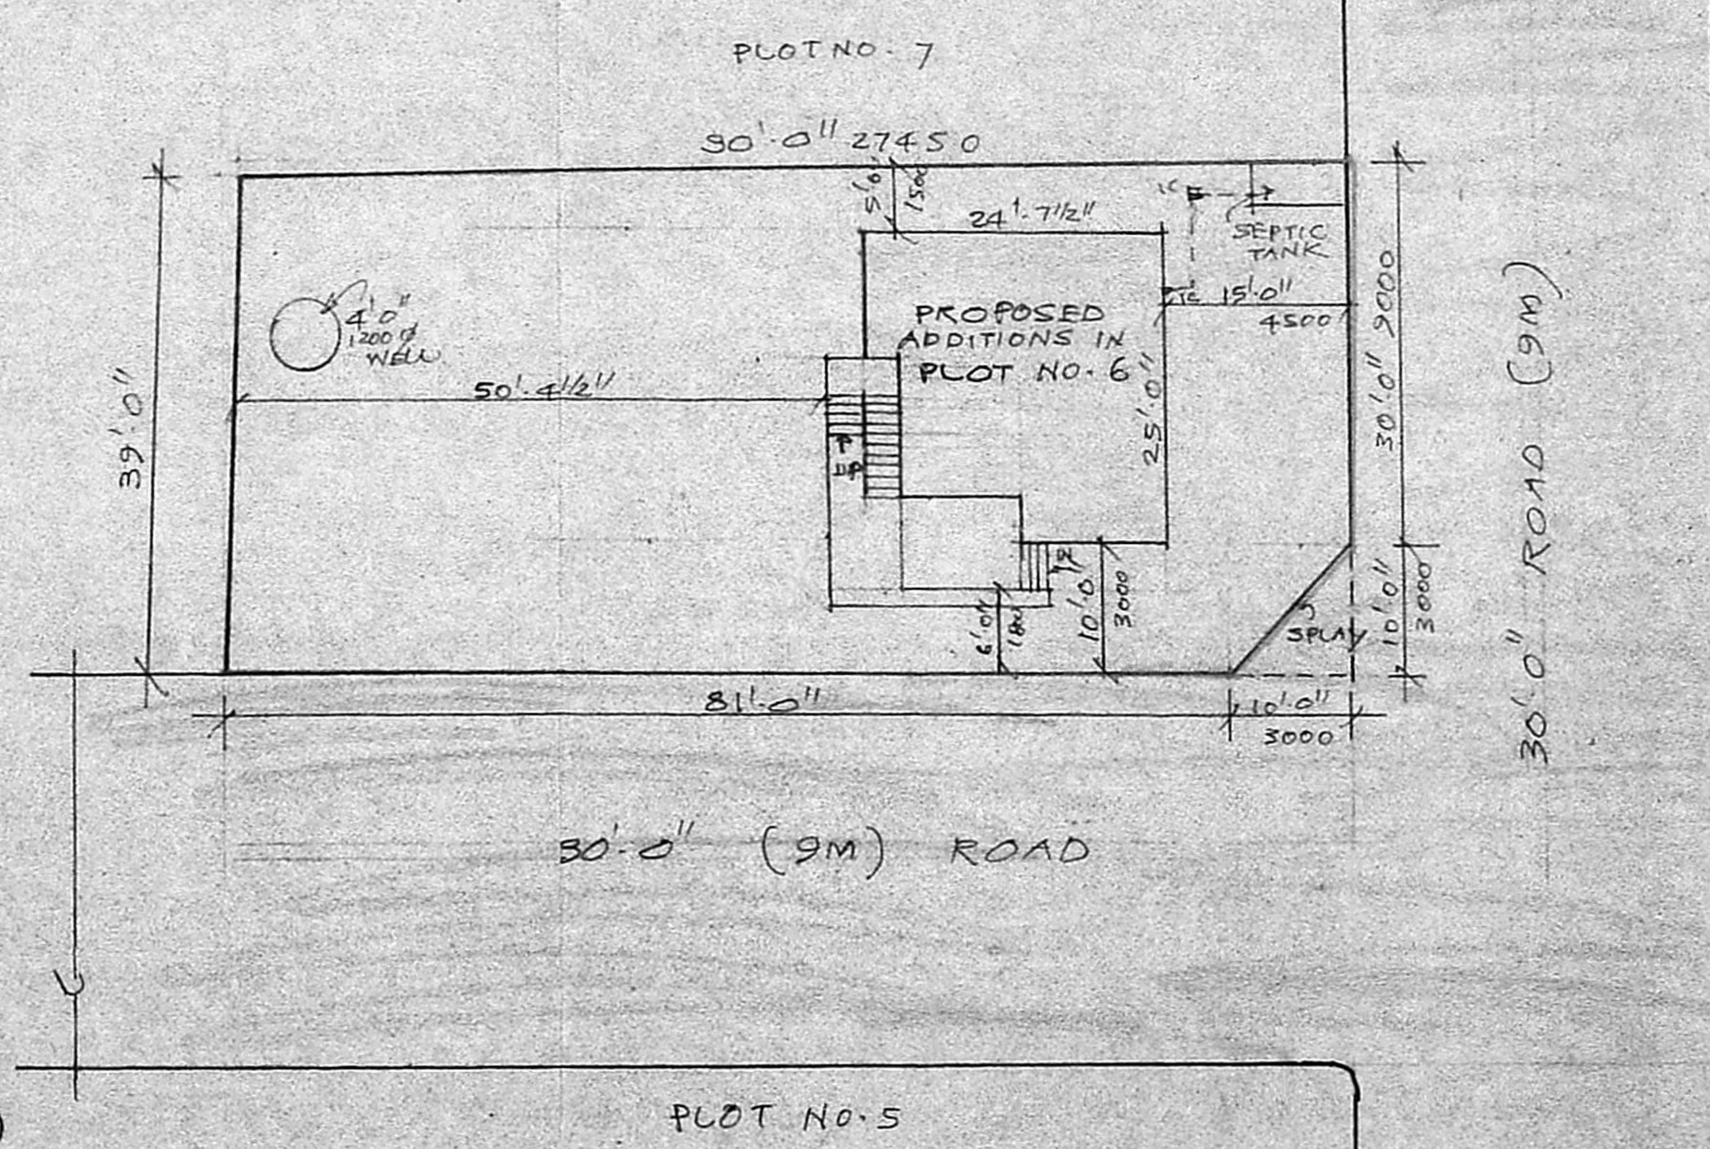 PLOT NO. 7
90'-0" 27450
5'-0"
1500
24'-7½"
IC
SEPTIC
TANK
4'-0"
1200 Ø
WELL
PROPOSED
ADDITIONS IN
PLOT NO. 6
IC
15'-0"
4500
50'-4½"
39'-0"
25'-0"
30'-0" 9000
30'-0" ROAD (9M)
UP
UP
6'-0"
1800
10'-0"
3000
SPLAY
10'-0"
3000
81'-0"
10'-0"
3000
30'-0" (9M) ROAD
PLOT NO. 5